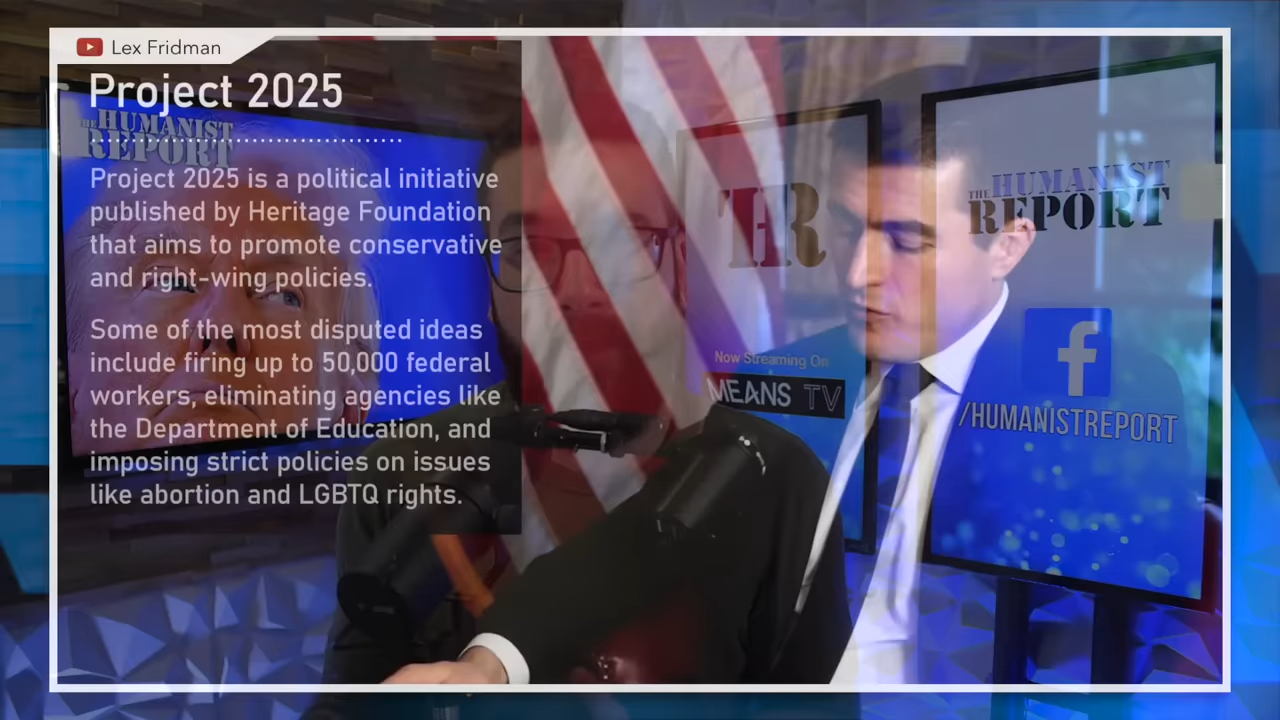 Lex Fridman
Project 2025
THE HUMANIST
REPORT
Project 2025 is a political initiative
published by Heritage Foundation
that aims to promote conservative
and right-wing policies.
Some of the most disputed ideas
include firing up to 50,000 federal
workers, eliminating agencies like
the Department of Education, and
imposing strict policies on issues
like abortion and LGBTQ rights.
HR
Now Streaming On
MEANS TV
THE HUMANIST
REPORT
f
/HUMANISTREPORT